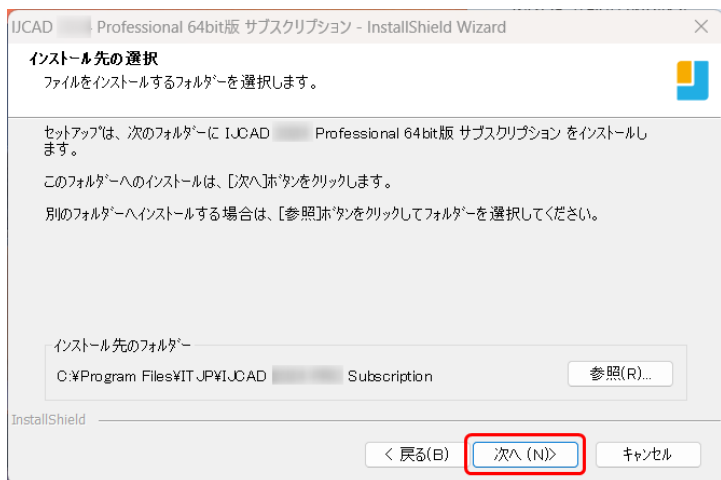 IJCAD Professional 64bit版 サブスクリプション - InstallShield Wizard
インストール先の選択
ファイルをインストールするフォルダーを選択します。
セットアップは、次のフォルダーに IJCAD Professional 64bit版 サブスクリプション をインストールし
ます。
このフォルダーへのインストールは、[次へ]ボタンをクリックします。
別のフォルダーへインストールする場合は、[参照]ボタンをクリックしてフォルダーを選択してください。
インストール先のフォルダー
C:¥Program Files¥ITJP¥IJCAD Subscription
参照(R)...
InstallShield
< 戻る(B)
次へ (N)>
キャンセル